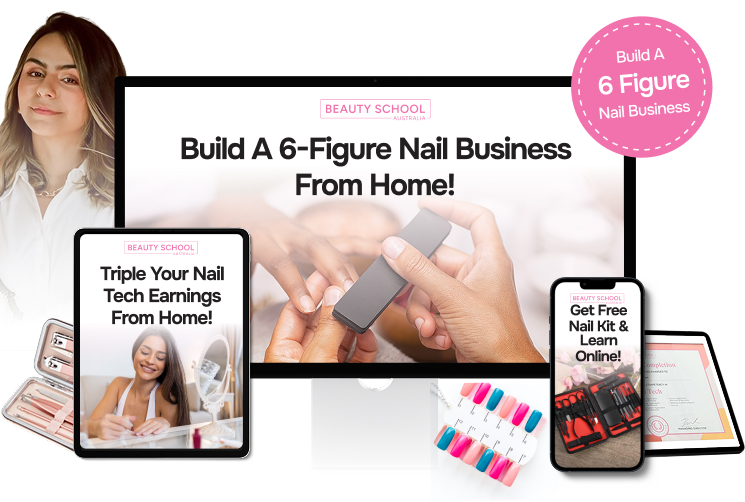 Build A
6 Figure
Nail Business
BEAUTY SCHOOL
AUSTRALIA
Build A 6-Figure Nail Business
From Home!
BEAUTY SCHOOL
AUSTRALIA
Triple Your Nail
Tech Earnings
From Home!
BEAUTY SCHOOL
AUSTRALIA
Get Free
Nail Kit &
Learn
Online!